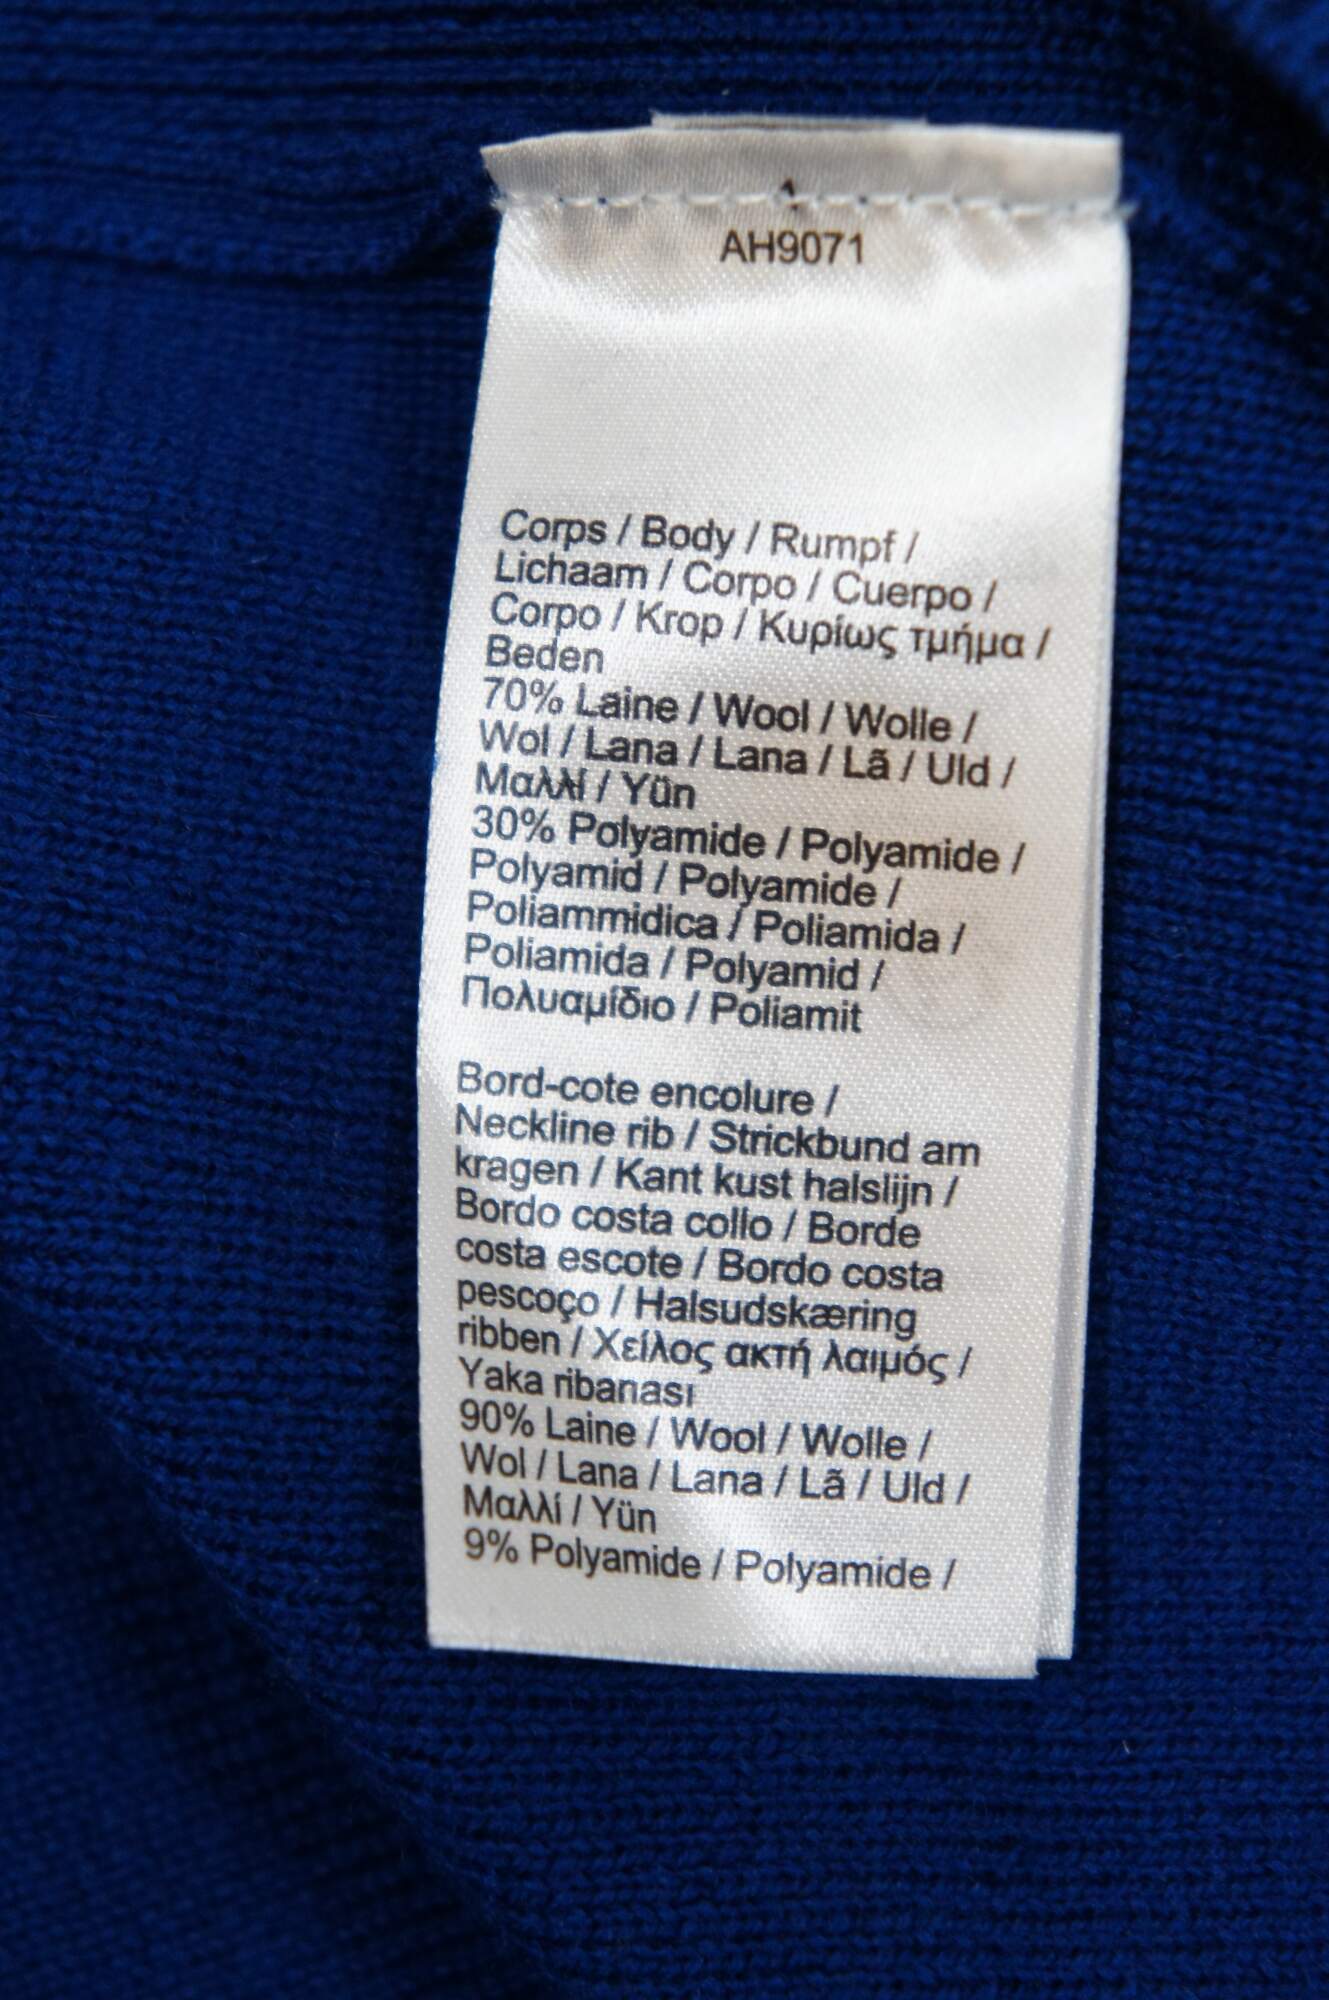 AH9071
Corps / Body / Rumpf /
Lichaam / Corpo / Cuerpo /
Corpo / Krop / Κυρίως τμήμα /
Beden
70% Laine / Wool / Wolle /
Wol / Lana / Lana / Lã / Uld /
Μαλλί / Yün
30% Polyamide / Polyamide /
Polyamid / Polyamide /
Poliammidica / Poliamida /
Poliamida / Polyamid /
Πολυαμίδιο / Poliamit
Bord-cote encolure /
Neckline rib / Strickbund am
kragen / Kant kust halslijn /
Bordo costa collo / Borde
costa escote / Bordo costa
pescoço / Halsudskæring
ribben / Χείλος ακτή λαιμός /
Yaka ribanası
90% Laine / Wool / Wolle /
Wol / Lana / Lana / Lã / Uld /
Μαλλί / Yün
9% Polyamide / Polyamide /